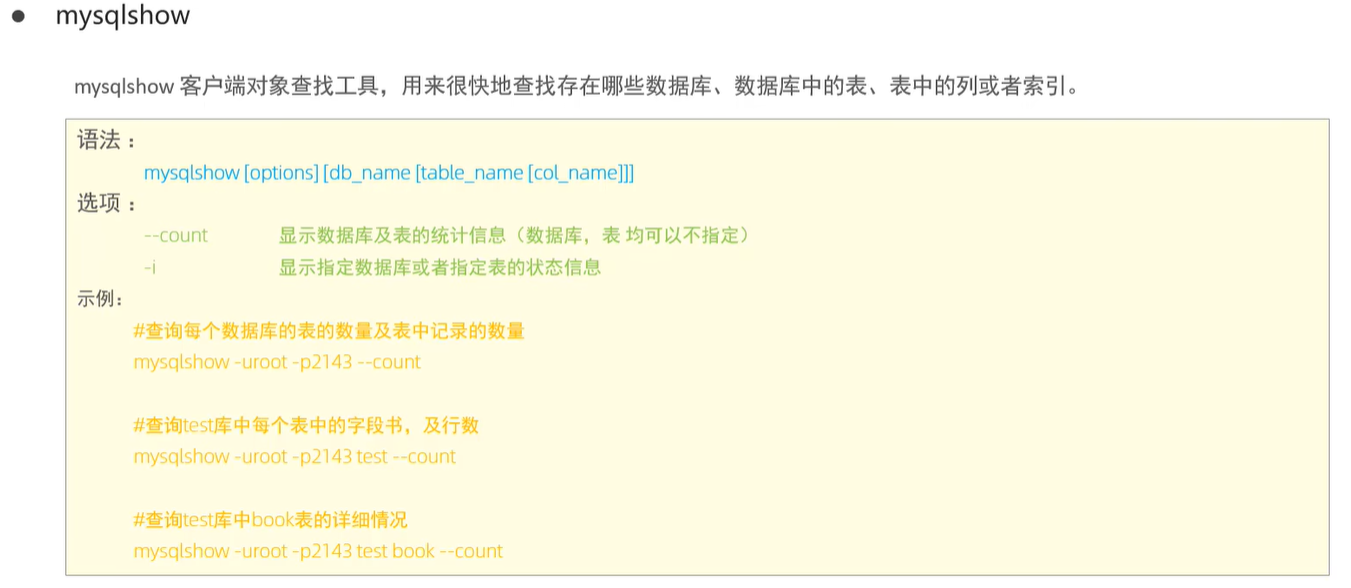 ● mysqlshow
mysqlshow 客户端对象查找工具，用来很快地查找存在哪些数据库、数据库中的表、表中的列或者索引。
语法 ：
mysqlshow [options] [db_name [table_name [col_name]]]
选项 ：
--count 显示数据库及表的统计信息（数据库，表 均可以不指定）
-i 显示指定数据库或者指定表的状态信息
示例：
#查询每个数据库的表的数量及表中记录的数量
mysqlshow -uroot -p2143 --count
#查询test库中每个表中的字段书，及行数
mysqlshow -uroot -p2143 test --count
#查询test库中book表的详细情况
mysqlshow -uroot -p2143 test book --count